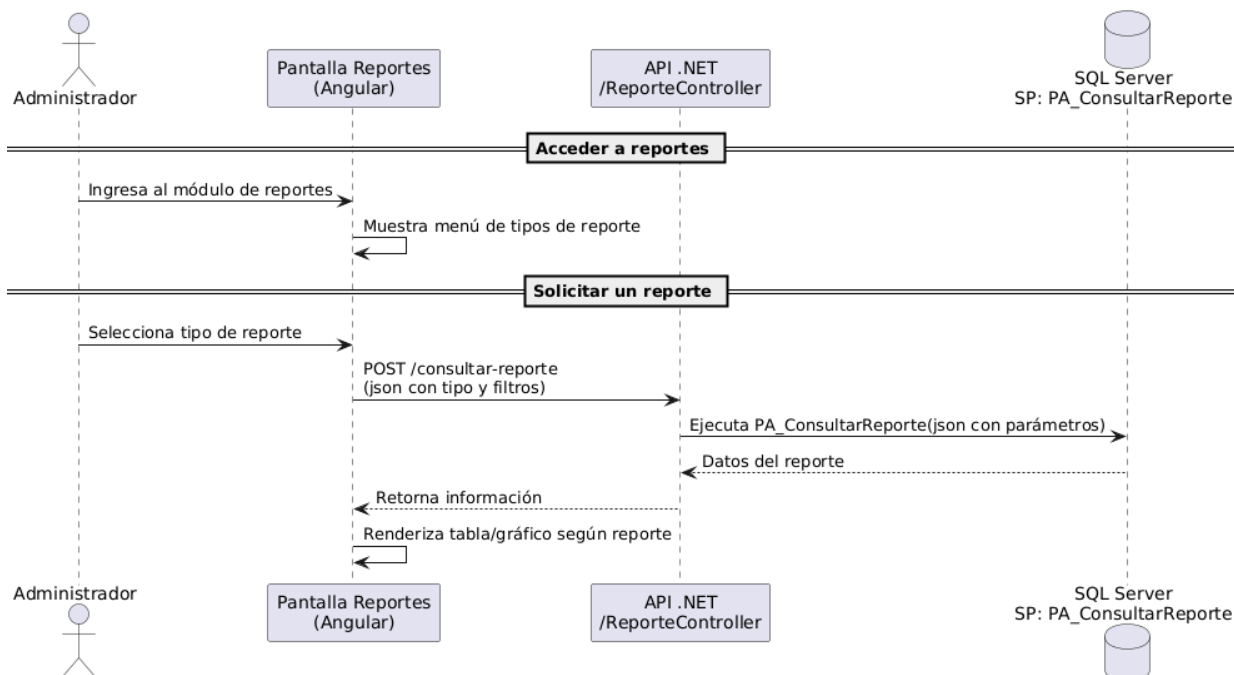 Administrador
Pantalla Reportes
(Angular)
API .NET
/ReporteController
SQL Server
SP: PA_ConsultarReporte
Acceder a reportes
Ingresa al módulo de reportes
Muestra menú de tipos de reporte
Solicitar un reporte
Selecciona tipo de reporte
POST /consultar-reporte
(json con tipo y filtros)
Ejecuta PA_ConsultarReporte(json con parámetros)
Datos del reporte
Retorna información
Renderiza tabla/gráfico según reporte
Administrador
Pantalla Reportes
(Angular)
API .NET
/ReporteController
SQL Server
SP: PA_ConsultarReporte